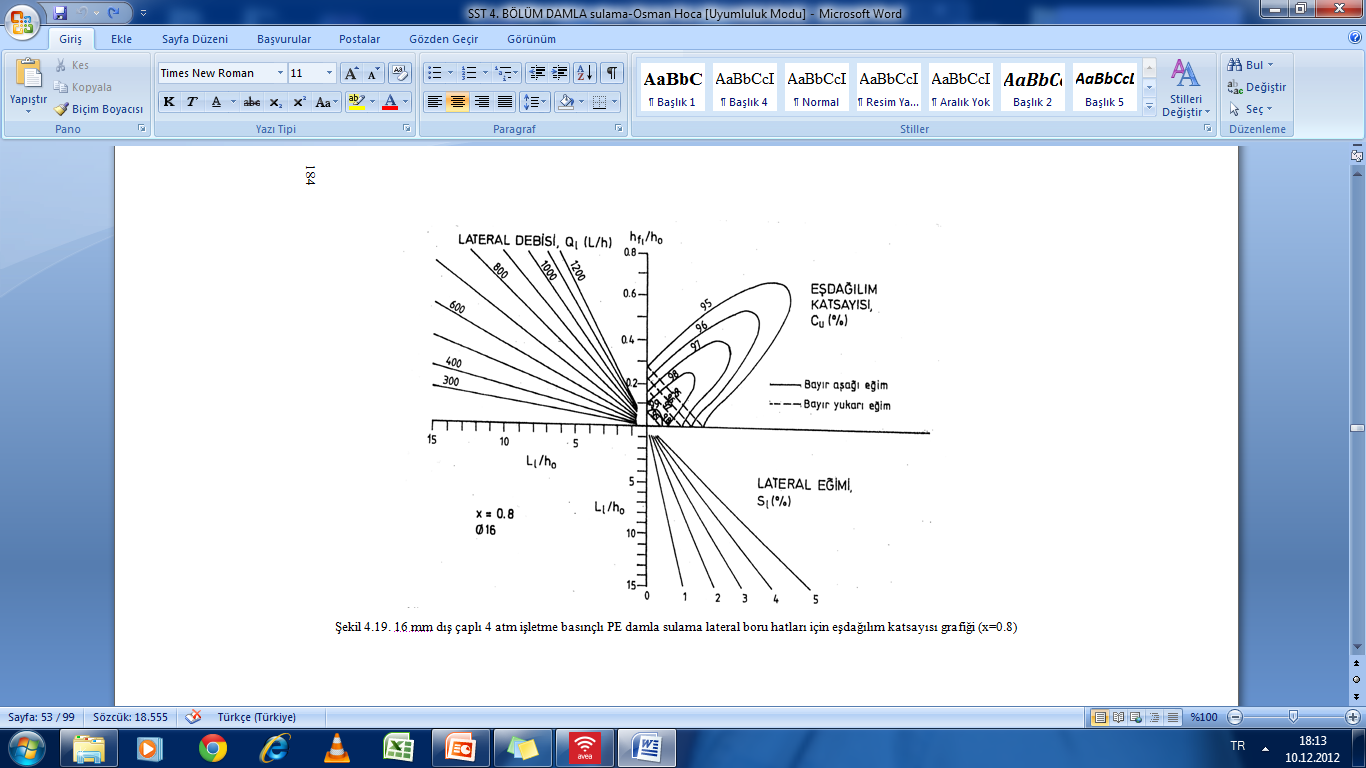 SST 4. BÖLÜM DAMLA sulama-Osman Hoca [Uyumluluk Modu] - Microsoft Word
Giriş Ekle Sayfa Düzeni Başvurular Postalar Gözden Geçir Görünüm
Yapıştır
Kes
Kopyala
Biçim Boyacısı
Pano
Times New Roman 11
K T A abc x₂ x² Aa
Yazı Tipi
Paragraf
AaBbC AaBbCcI AaBbCcI AaBbCcI AaBbCcI AaBbCc AaBbCcL
¶ Başlık 1 ¶ Başlık 4 ¶ Normal ¶ Resim Ya... ¶ Aralık Yok Başlık 2 Başlık 5
Stiller
Stilleri
Değiştir
Bul
Değiştir
Seç
Düzenleme
184
LATERAL DEBİSİ, Ql (L/h)
hfl/ho
0.8
0.6
0.4
0.2
1200
1000
800
600
400
300
95
96
97
98
EŞDAĞILIM
KATSAYISI,
Cu (%)
Bayır aşağı eğim
Bayır yukarı eğim
15 10 5
Ll/ho
5
Ll/ho
10
15
LATERAL EĞİMİ,
Sl (%)
x = 0.8
Ø16
0 1 2 3 4 5
Şekil 4.19. 16 mm dış çaplı 4 atm işletme basınçlı PE damla sulama lateral boru hatları için eşdağılım katsayısı grafiği (x=0.8)
Sayfa: 53 / 99 Sözcük: 18.555 Türkçe (Türkiye) %100
avea
TR
18:13
10.12.2012